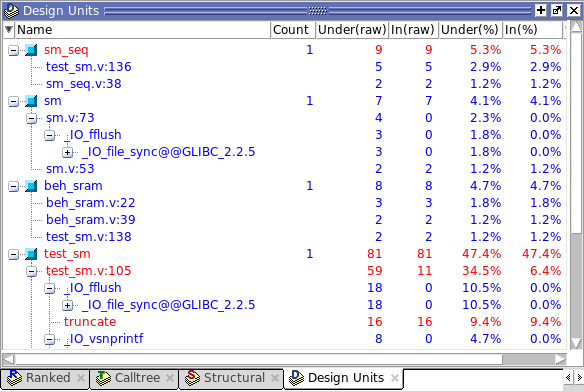 Design Units
Name Count Under(raw) In(raw) Under(%) In(%)
sm_seq 1 9 9 5.3% 5.3%
test_sm.v:136 5 5 2.9% 2.9%
sm_seq.v:38 2 2 1.2% 1.2%
sm 1 7 7 4.1% 4.1%
sm.v:73 4 0 2.3% 0.0%
_IO_fflush 3 0 1.8% 0.0%
_IO_file_sync@@GLIBC_2.2.5 3 0 1.8% 0.0%
sm.v:53 2 2 1.2% 1.2%
beh_sram 1 8 8 4.7% 4.7%
beh_sram.v:22 3 3 1.8% 1.8%
beh_sram.v:39 2 2 1.2% 1.2%
test_sm.v:138 2 2 1.2% 1.2%
test_sm 1 81 81 47.4% 47.4%
test_sm.v:105 59 11 34.5% 6.4%
_IO_fflush 18 0 10.5% 0.0%
_IO_file_sync@@GLIBC_2.2.5 18 0 10.5% 0.0%
truncate 16 16 9.4% 9.4%
_IO_vsnprintf 8 0 4.7% 0.0%
Ranked Calltree Structural Design Units